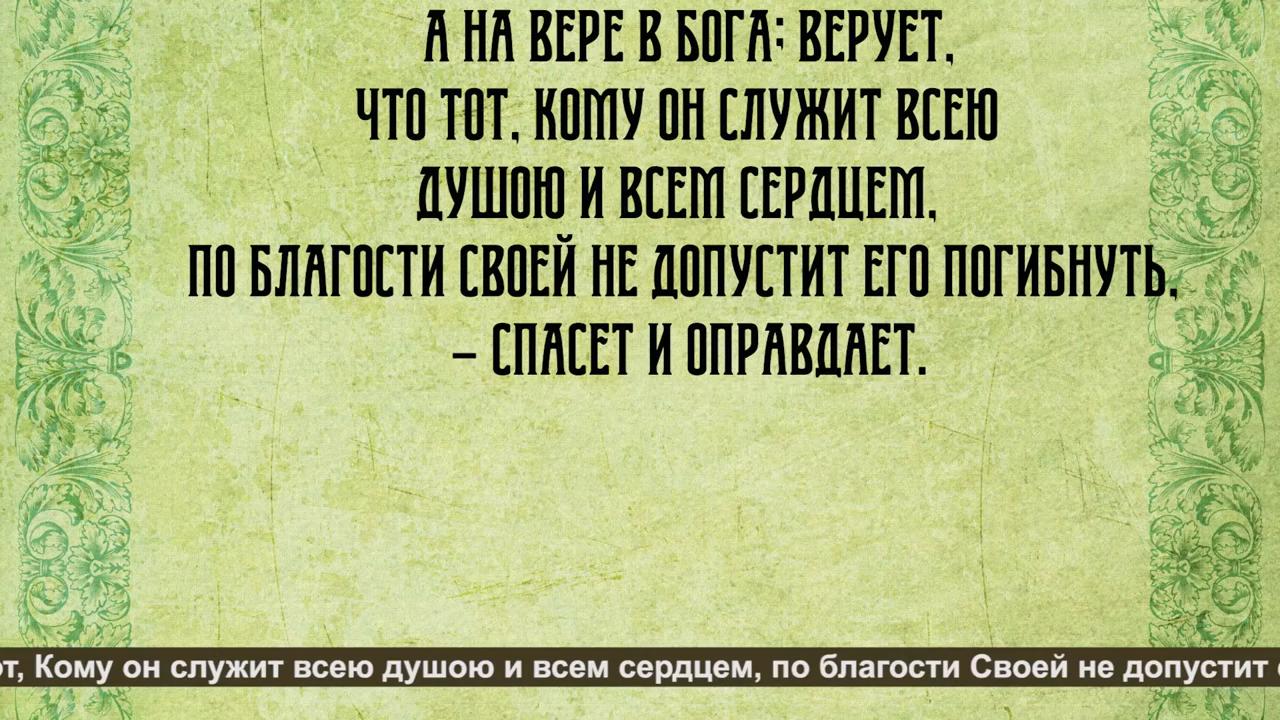 А НА ВЕРЕ В БОГА: ВЕРУЕТ,
ЧТО ТОТ, КОМУ ОН СЛУЖИТ ВСЕЮ
ДУШОЮ И ВСЕМ СЕРДЦЕМ,
ПО БЛАГОСТИ СВОЕЙ НЕ ДОПУСТИТ ЕГО ПОГИБНУТЬ,
– СПАСЕТ И ОПРАВДАЕТ.
Кому он служит всею душою и всем сердцем, по благости Своей не допустит